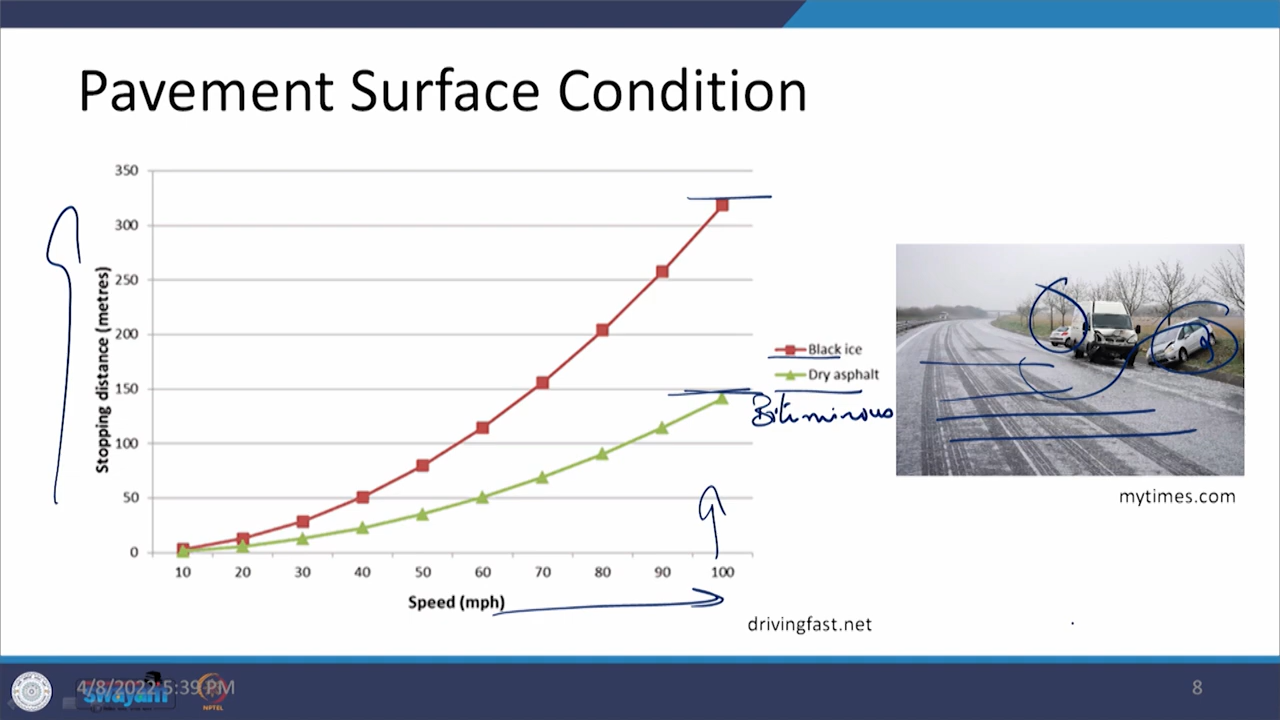 Pavement Surface Condition
350
300
250
200
150
100
50
0
Stopping distance (metres)
10 20 30 40 50 60 70 80 90 100
Speed (mph)
Black ice
Dry asphalt
Bituminous
mytimes.com
drivingfast.net
4/8/2022 5:39 PM
swayam
NPTEL
8